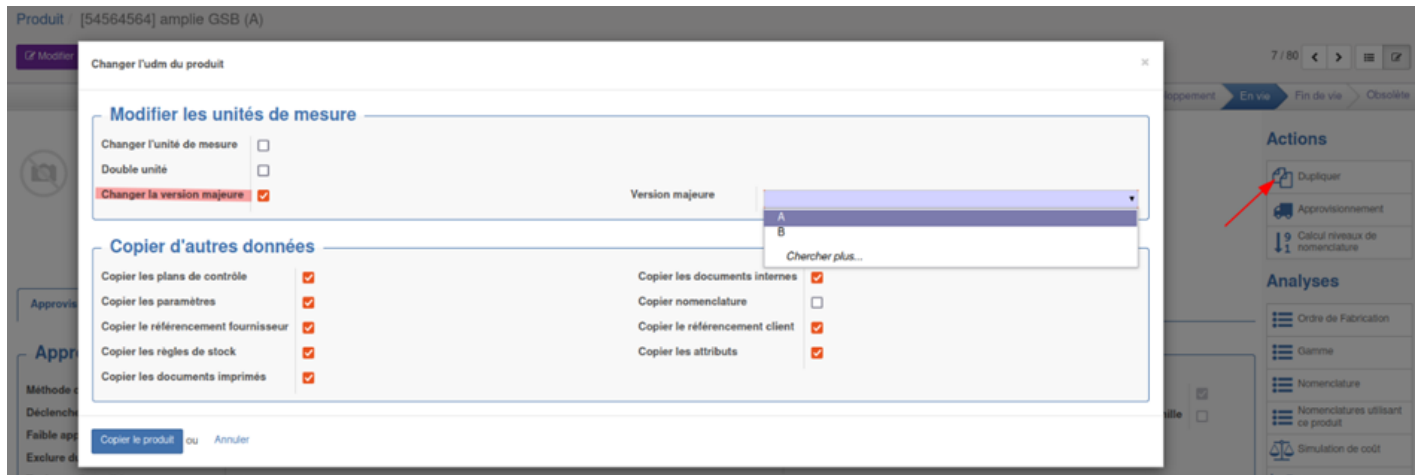 Produit / [54564564] amplie GSB (A)
Modifier
7 / 80
Changer l'udm du produit
×
loppement
En vie
Fin de vie
Obsolète
Modifier les unités de mesure
Changer l'unité de mesure
Double unité
Changer la version majeure
Version majeure
A
B
Chercher plus...
Copier d'autres données
Copier les plans de contrôle
Copier les documents internes
Copier les paramètres
Copier nomenclature
Copier le référencement fournisseur
Copier le référencement client
Copier les règles de stock
Copier les attributs
Copier les documents imprimés
Copier le produit ou Annuler
Actions
Dupliquer
Approvisionnement
Calcul niveaux de
nomenclature
Analyses
Ordre de Fabrication
Gamme
Nomenclature
Nomenclatures utilisant
ce produit
Simulation de coût
Approvis
Appr
Méthode d
Déclenche
Faible app
Exclure du
ille